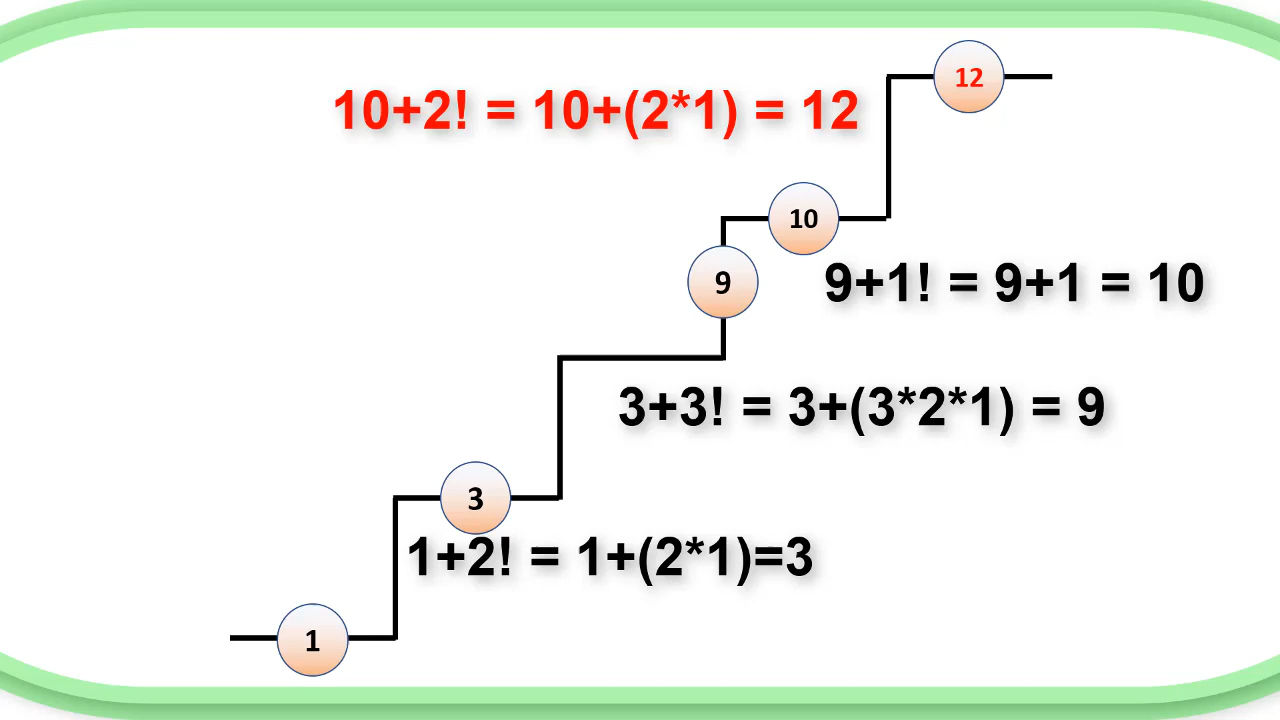 12
10+2! = 10+(2*1) = 12
10
9
9+1! = 9+1 = 10
3+3! = 3+(3*2*1) = 9
3
1+2! = 1+(2*1)=3
1